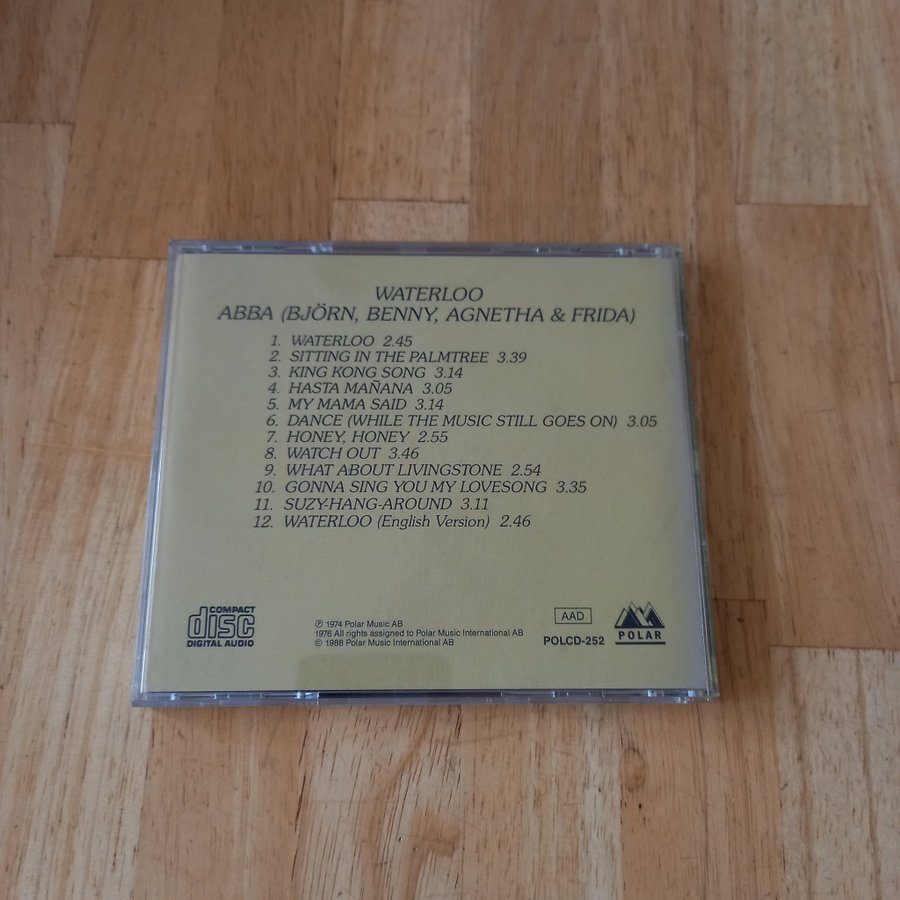 WATERLOO
ABBA (BJÖRN, BENNY, AGNETHA & FRIDA)
1. WATERLOO 2.45
2. SITTING IN THE PALMTREE 3.39
3. KING KONG SONG 3.14
4. HASTA MAÑANA 3.05
5. MY MAMA SAID 3.14
6. DANCE (WHILE THE MUSIC STILL GOES ON) 3.05
7. HONEY, HONEY 2.55
8. WATCH OUT 3.46
9. WHAT ABOUT LIVINGSTONE 2.54
10. GONNA SING YOU MY LOVESONG 3.35
11. SUZY-HANG-AROUND 3.11
12. WATERLOO (English Version) 2.46
COMPACT
disc
DIGITAL AUDIO
℗ 1974 Polar Music AB
1976 All rights assigned to Polar Music International AB
© 1988 Polar Music International AB
AAD
POLCD-252
POLAR